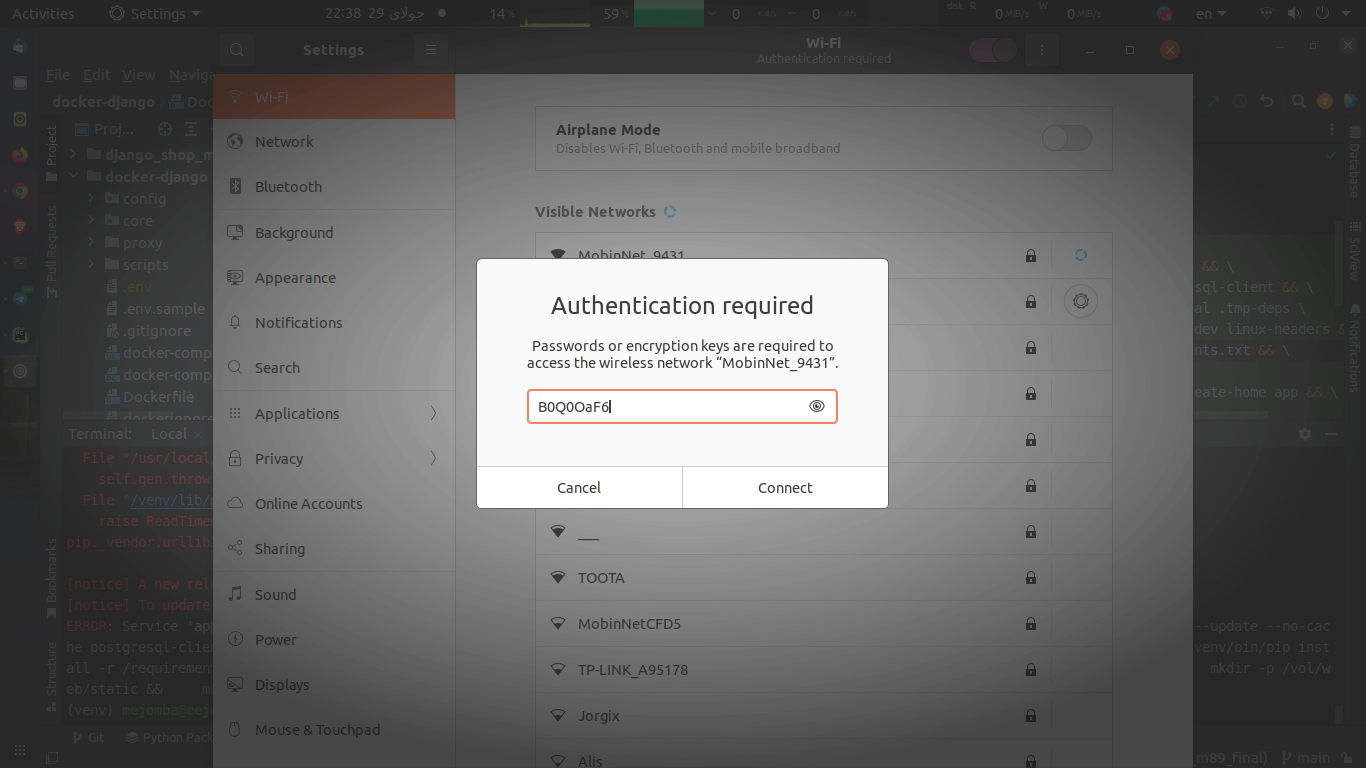 Activities
Settings
22:38 29 جولای
14 %
59 %
0 KiB/s
0 KiB/s
disk R W
0 MiB/s
0 MiB/s
en
File Edit View
docker-django
Proj...
django_shop_m
docker-django
config
core
proxy
scripts
.env
.env.sample
.gitignore
docker-comp
docker-comp
Dockerfile
.dockerignore
Project
Pull Requests
Bookmarks
Structure
Terminal: Local
File "/usr/local
self.gen.throw
File "/venv/lib/
raise ReadTime
pip._vendor.urllib
[notice] A new rel
[notice] To update
ERROR: Service 'ap
he postgresql-clien
all -r /requirement
eb/static &&
(venv) mejomba@mejo
Git
Python Pack
Settings
Wi-Fi
Network
Bluetooth
Background
Appearance
Notifications
Search
Applications
Privacy
Online Accounts
Sharing
Sound
Power
Displays
Mouse & Touchpad
Wi-Fi
Authentication required
Airplane Mode
Disables Wi-Fi, Bluetooth and mobile broadband
Visible Networks
MobinNet_9431
___
TOOTA
MobinNetCFD5
TP-LINK_A95178
Jorgix
Alis
Authentication required
Passwords or encryption keys are required to
access the wireless network “MobinNet_9431”.
B0Q0OaF6
Cancel
Connect
&& \
sql-client && \
al .tmp-deps \
dev linux-headers &
nts.txt && \
eate-home app && \
Database
SciView
Notifications
--update --no-cac
venv/bin/pip inst
mkdir -p /vol/w
m89_final)
main